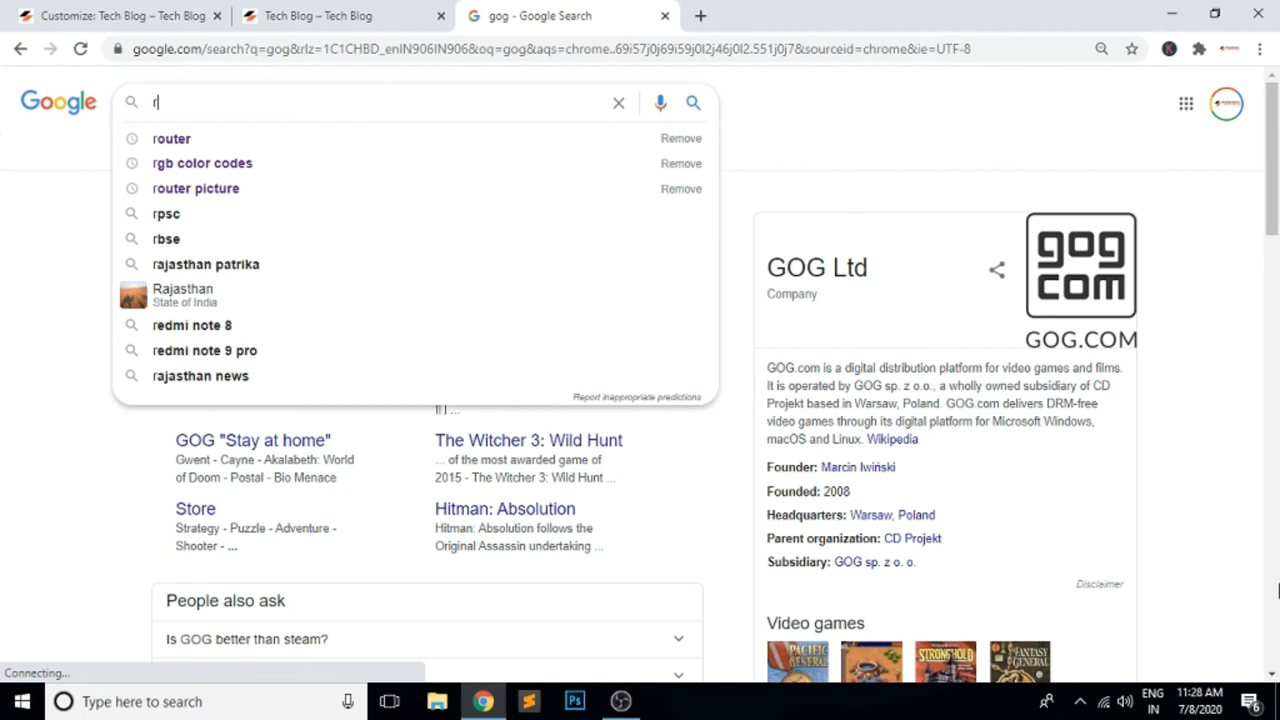 Customize: Tech Blog – Tech Blog
Tech Blog – Tech Blog
gog - Google Search
google.com/search?q=gog&rlz=1C1CHBD_enIN906IN906&oq=gog&aqs=chrome..69i57j0j69i59j0l2j46j0l2.551j0j7&sourceid=chrome&ie=UTF-8
K
Google
r
router
Remove
rgb color codes
Remove
router picture
Remove
rpsc
rbse
rajasthan patrika
Rajasthan
State of India
redmi note 8
redmi note 9 pro
rajasthan news
Report inappropriate predictions
GOG "Stay at home"
Gwent - Cayne - Akalabeth: World
of Doom - Postal - Bio Menace
The Witcher 3: Wild Hunt
... of the most awarded game of
2015 - The Witcher 3: Wild Hunt ...
Store
Strategy - Puzzle - Adventure -
Shooter - ...
Hitman: Absolution
Hitman: Absolution follows the
Original Assassin undertaking ...
People also ask
Is GOG better than steam?
GOG Ltd
Company
gog
com
GOG.COM
GOG.com is a digital distribution platform for video games and films.
It is operated by GOG sp. z o.o., a wholly owned subsidiary of CD
Projekt based in Warsaw, Poland. GOG.com delivers DRM-free
video games through its digital platform for Microsoft Windows,
macOS and Linux. Wikipedia
Founder: Marcin Iwiński
Founded: 2008
Headquarters: Warsaw, Poland
Parent organization: CD Projekt
Subsidiary: GOG sp. z o. o.
Disclaimer
Video games
PACIFIC
GENERAL
STRONGHOLD
FANTASY
GENERAL
Connecting...
Type here to search
Ps
ENG
IN
11:28 AM
7/8/2020
6